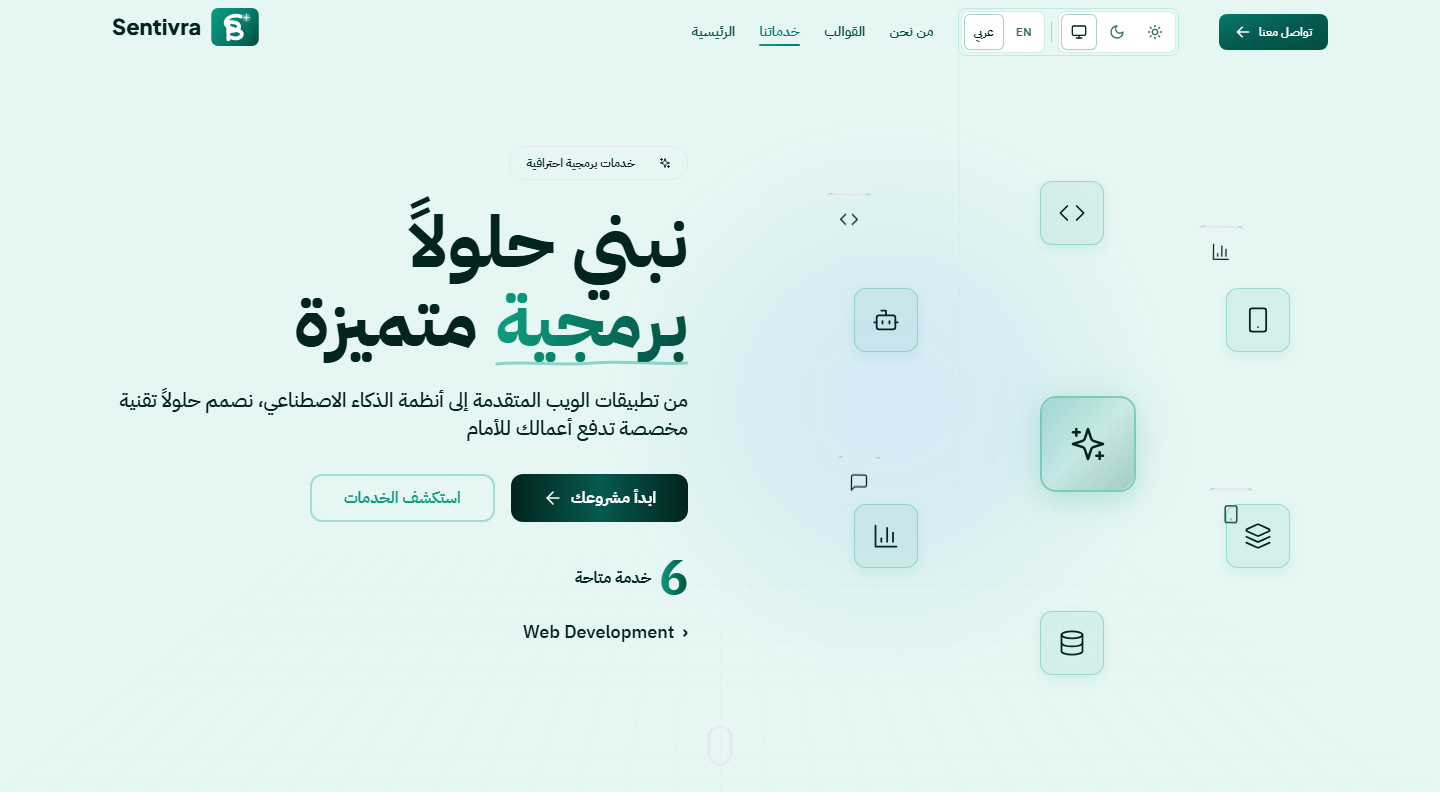 Sentivra
الرئيسية
خدماتنا
القوالب
من نحن
عربي
EN
تواصل معنا
خدمات برمجية احترافية
نبني حلولاً
برمجية متميزة
من تطبيقات الويب المتقدمة إلى أنظمة الذكاء الاصطناعي، نصمم حلولاً تقنية
مخصصة تدفع أعمالك للأمام
ابدأ مشروعك
استكشف الخدمات
6 خدمة متاحة
› Web Development